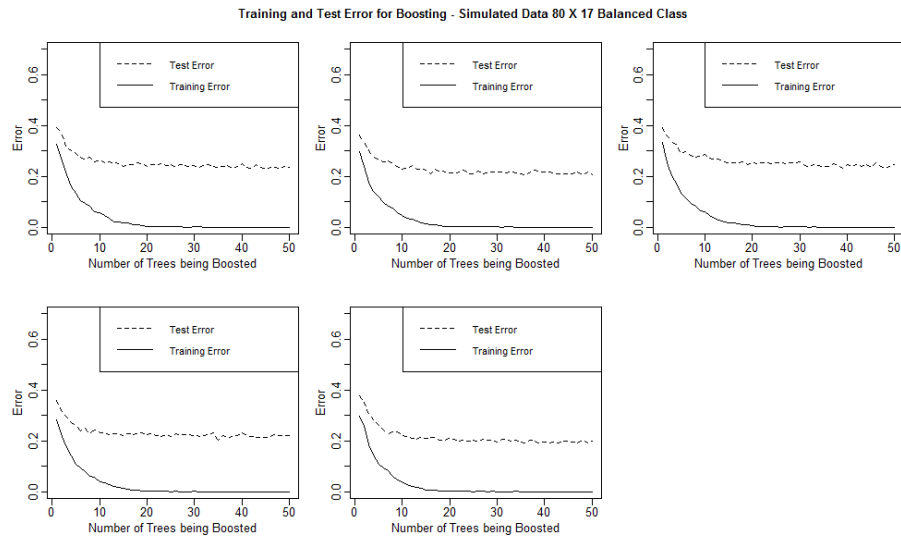 Training and Test Error for Boosting - Simulated Data 80 X 17 Balanced Class
Test Error
Training Error
Error
0.0 0.2 0.4 0.6
0 10 20 30 40 50
Number of Trees being Boosted
Test Error
Training Error
Error
0.0 0.2 0.4 0.6
0 10 20 30 40 50
Number of Trees being Boosted
Test Error
Training Error
Error
0.0 0.2 0.4 0.6
0 10 20 30 40 50
Number of Trees being Boosted
Test Error
Training Error
Error
0.0 0.2 0.4 0.6
0 10 20 30 40 50
Number of Trees being Boosted
Test Error
Training Error
Error
0.0 0.2 0.4 0.6
0 10 20 30 40 50
Number of Trees being Boosted